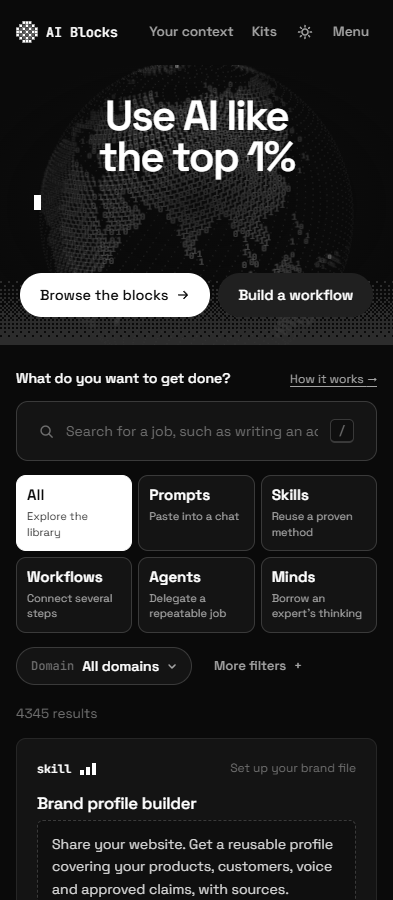 AI Blocks
Your context
Kits
Menu
Use AI like
the top 1%
Browse the blocks →
Build a workflow
What do you want to get done?
How it works →
Search for a job, such as writing an ac
/
All
Explore the
library
Prompts
Paste into a chat
Skills
Reuse a proven
method
Workflows
Connect several
steps
Agents
Delegate a
repeatable job
Minds
Borrow an
expert's thinking
Domain All domains
More filters +
4345 results
skill
Set up your brand file
Brand profile builder
Share your website. Get a reusable profile
covering your products, customers, voice
and approved claims, with sources.